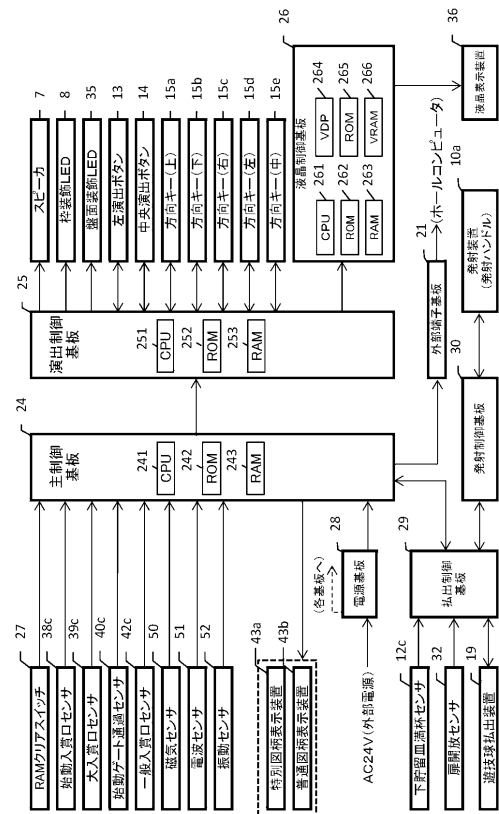 RAMクリアスイッチ 27
始動入賞口センサ 38c
大入賞口センサ 39c
始動ゲート通過センサ 40c
一般入賞口センサ 42c
磁気センサ 50
電波センサ 51
振動センサ 52
特別図柄表示装置 43a
普通図柄表示装置 43b
AC24V(外部電源)
(各基板へ)
電源基板 28
下貯留皿満杯センサ 12c
扉開放センサ 32
遊技球払出装置 19
24
主制御
基板
241 CPU
242 ROM
243 RAM
29
払出制御
基板
25
演出制御
基板
251 CPU
252 ROM
253 RAM
外部端子基板 21
(ホールコンピュータ)
発射制御基板 30
発射装置
(発射ハンドル)
10a
スピーカ 7
枠装飾LED 8
盤面装飾LED 35
左演出ボタン 13
中央演出ボタン 14
方向キー(上) 15a
方向キー(下) 15b
方向キー(右) 15c
方向キー(左) 15d
方向キー(中) 15e
26
液晶制御基板
261 CPU
262 ROM
263 RAM
VDP 264
ROM 265
VRAM 266
液晶表示装置 36